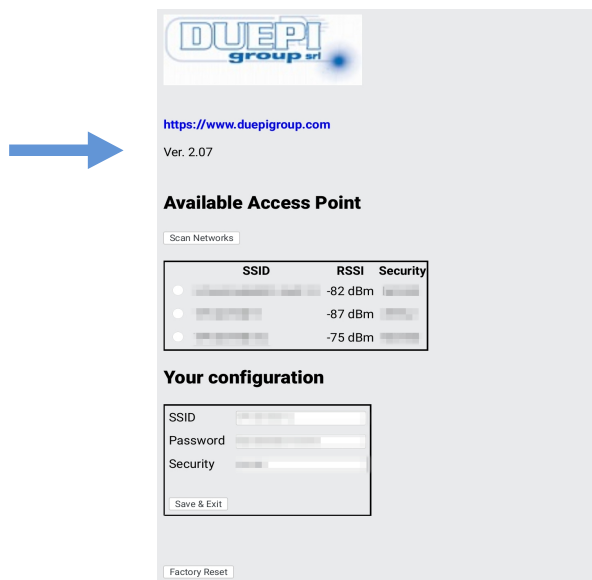 DUEPI
group srl
https://www.duepigroup.com
Ver. 2.07
Available Access Point
Scan Networks
SSID RSSI Security
-82 dBm
-87 dBm
-75 dBm
Your configuration
SSID
Password
Security
Save & Exit
Factory Reset